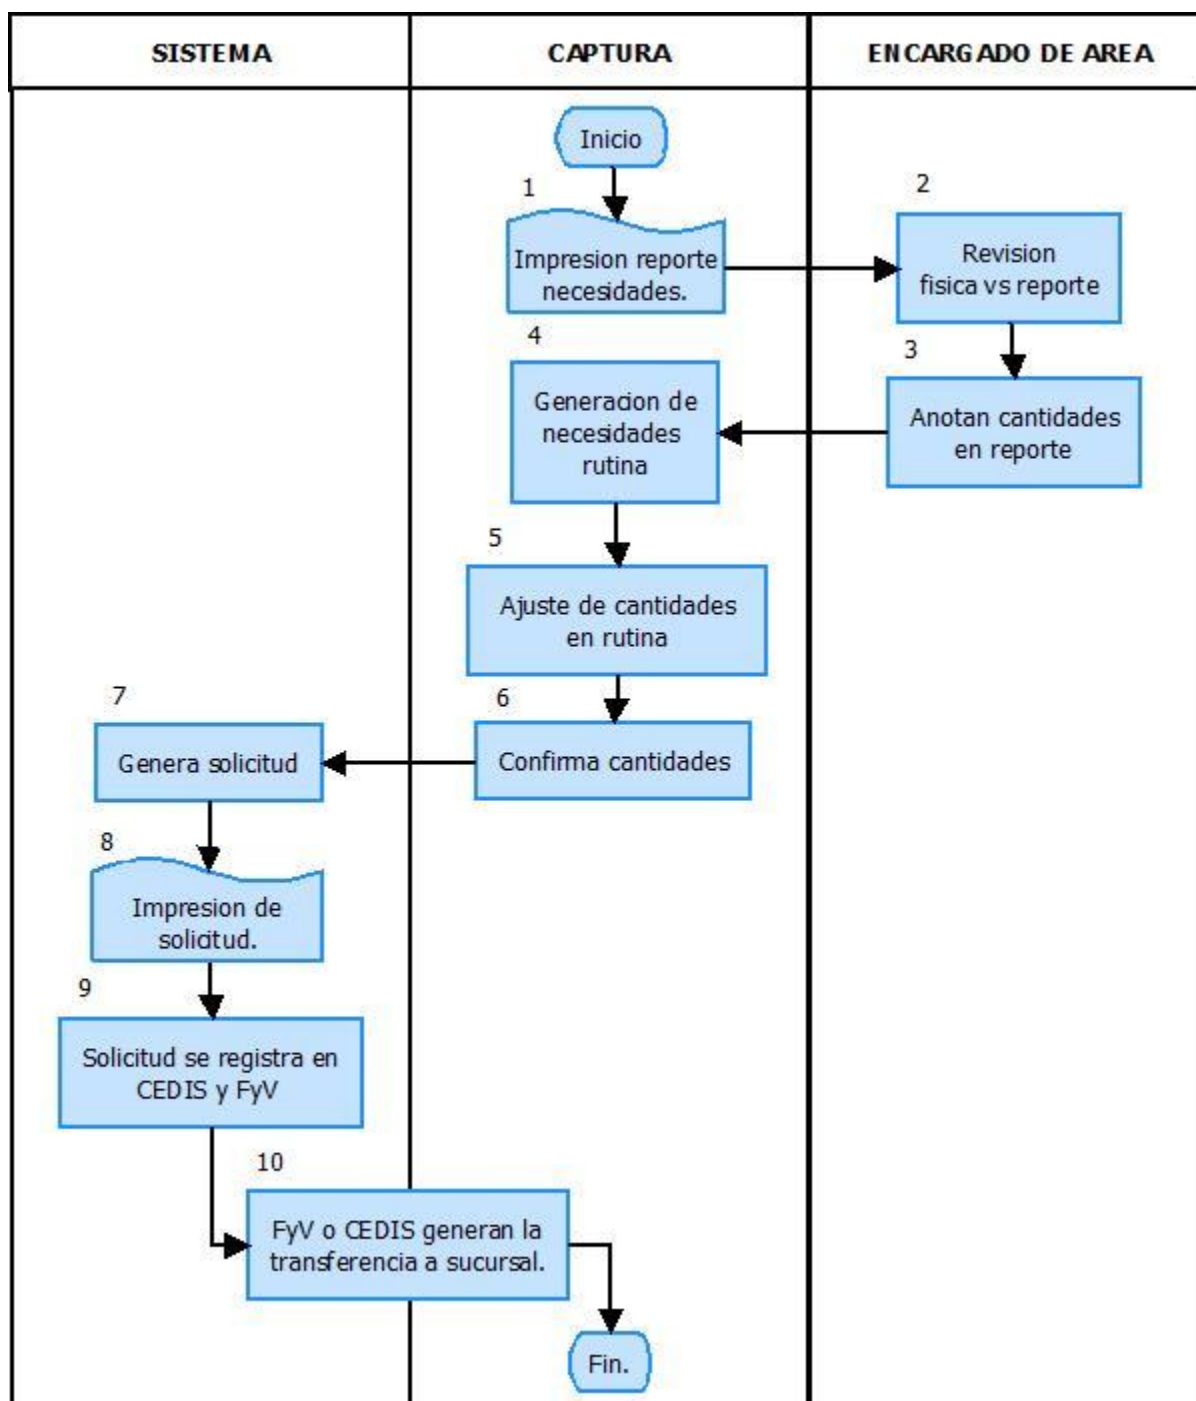 SISTEMA
CAPTURA
ENCARGADO DE AREA
Inicio
1
Impresion reporte
necesidades.
2
Revision
fisica vs reporte
3
Anotan cantidades
en reporte
4
Generacion de
necesidades
rutina
5
Ajuste de cantidades
en rutina
6
Confirma cantidades
7
Genera solicitud
8
Impresion de
solicitud.
9
Solicitud se registra en
CEDIS y FyV
10
FyV o CEDIS generan la
transferencia a sucursal.
Fin.